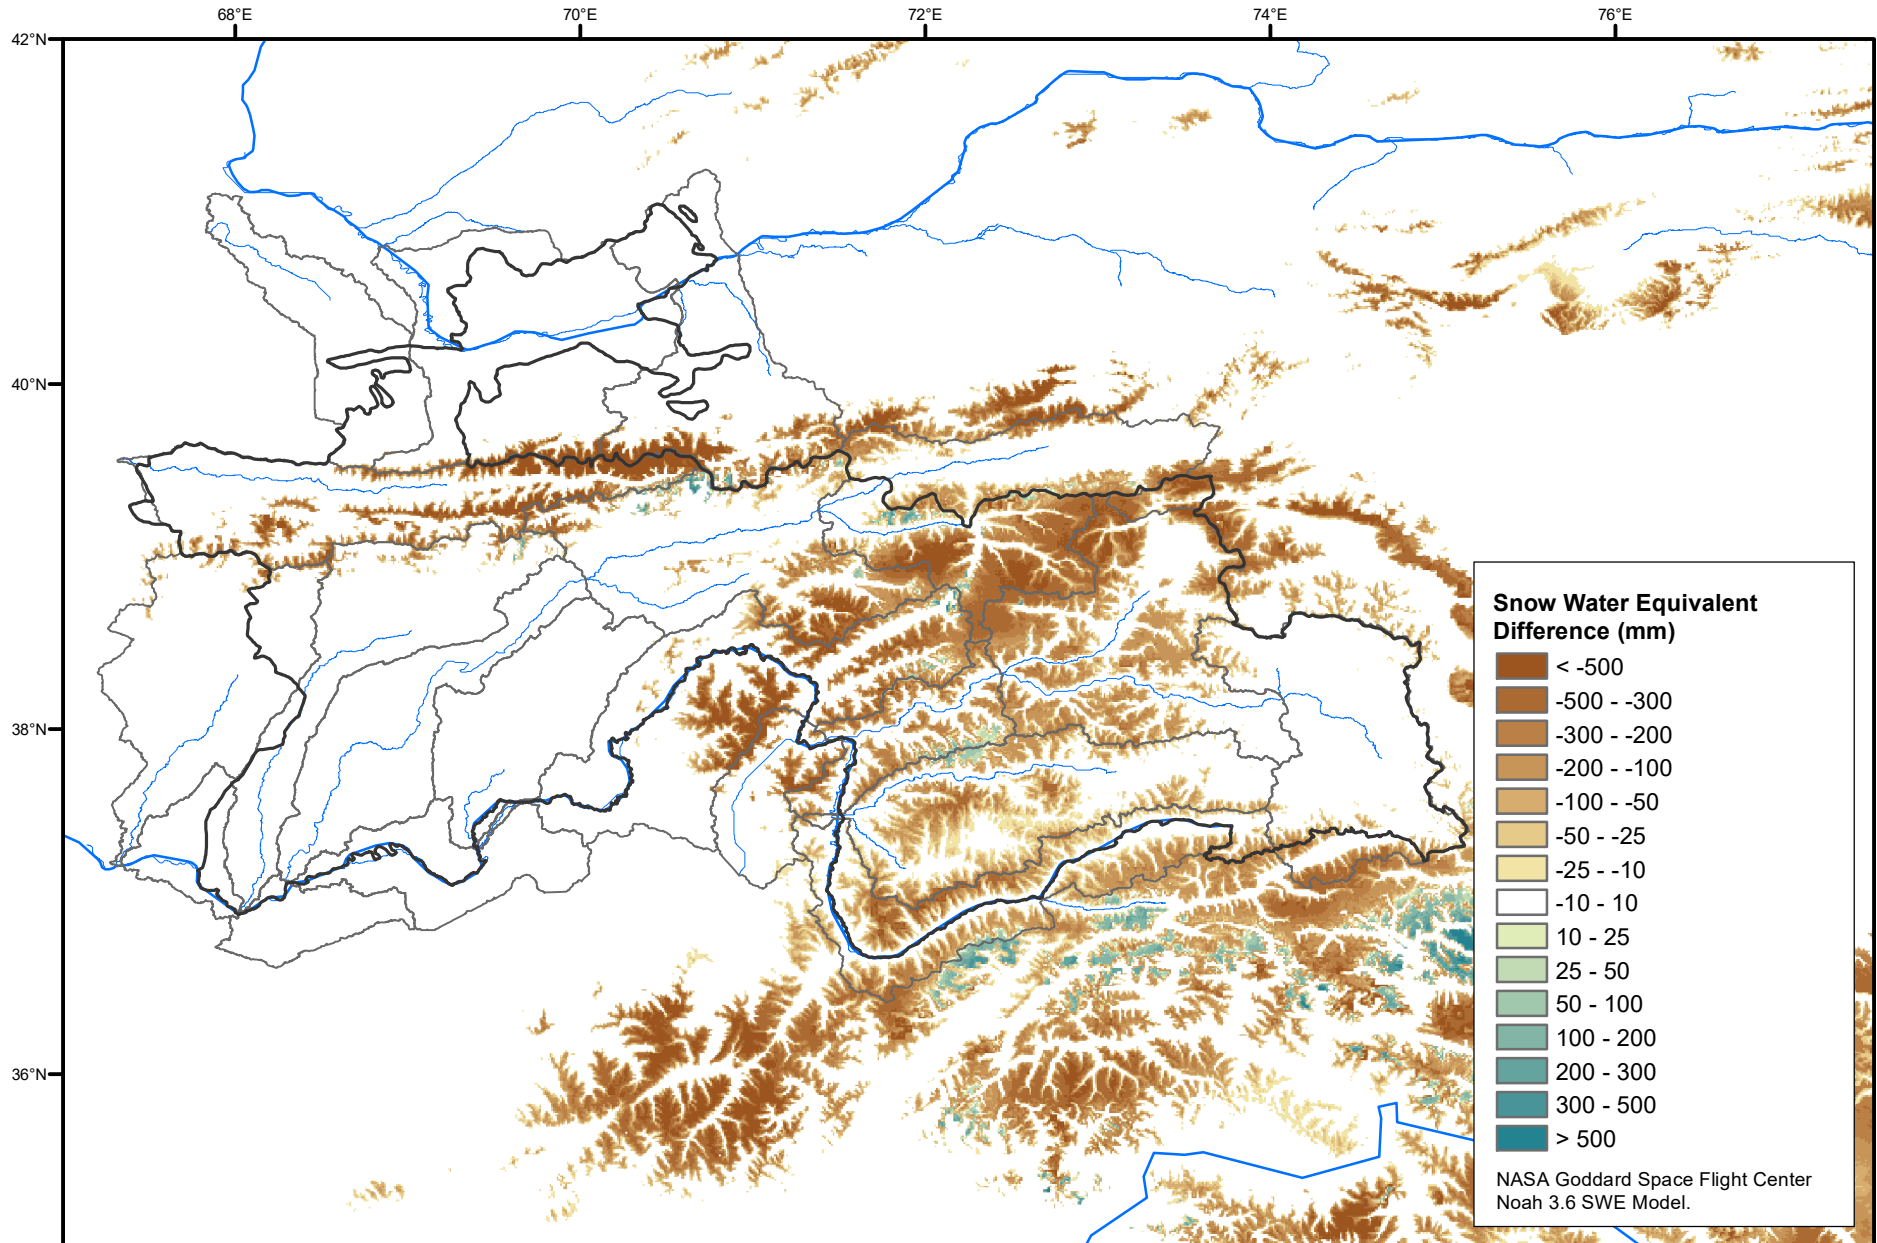 68°E 70°E 72°E 74°E 76°E
42°N
40°N
38°N
36°N
Snow Water Equivalent
Difference (mm)
< -500
-500 - -300
-300 - -200
-200 - -100
-100 - -50
-50 - -25
-25 - -10
-10 - 10
10 - 25
25 - 50
50 - 100
100 - 200
200 - 300
300 - 500
> 500
NASA Goddard Space Flight Center
Noah 3.6 SWE Model.